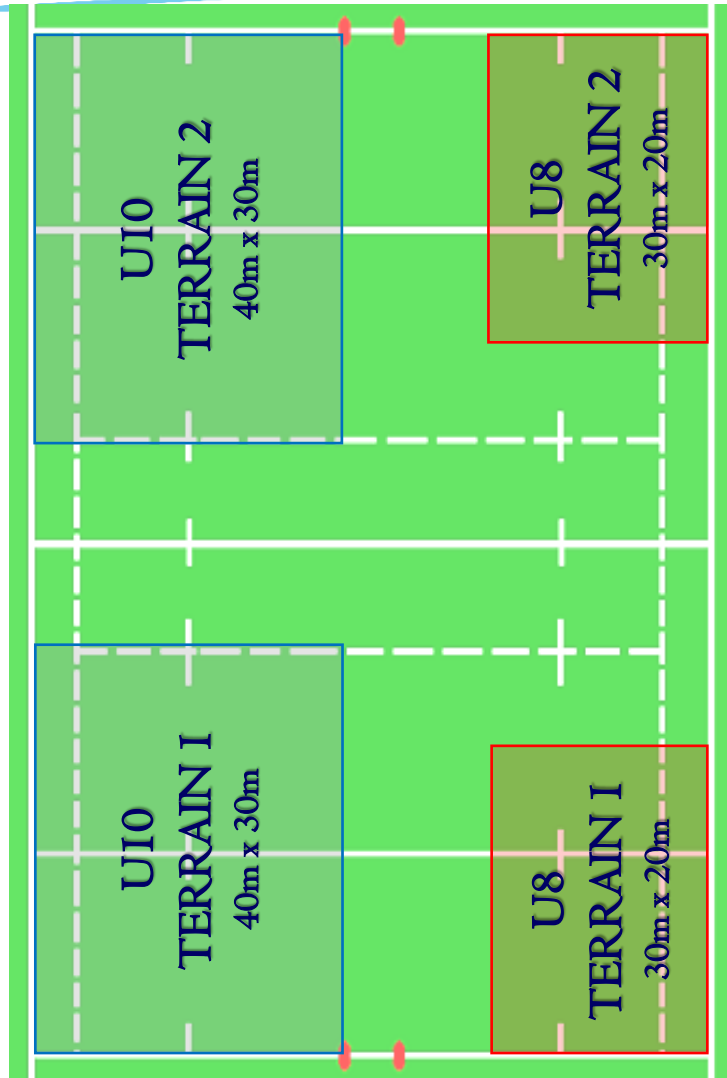 U10
TERRAIN 2
40m x 30m
U8
TERRAIN 2
30m x 20m
U10
TERRAIN 1
40m x 30m
U8
TERRAIN 1
30m x 20m